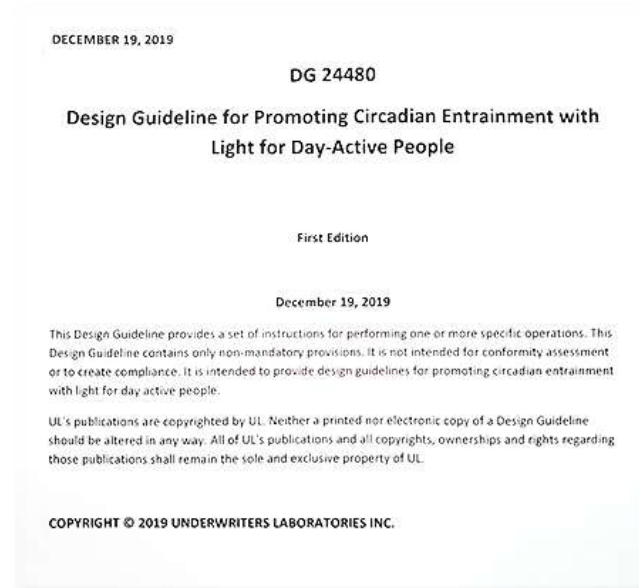 DECEMBER 19, 2019
DG 24480
Design Guideline for Promoting Circadian Entrainment with
Light for Day-Active People
First Edition
December 19, 2019
This Design Guideline provides a set of instructions for performing one or more specific operations. This
Design Guideline contains only non-mandatory provisions. It is not intended for conformity assessment
or to create compliance. It is intended to provide design guidelines for promoting circadian entrainment
with light for day active people.
UL's publications are copyrighted by UL. Neither a printed nor electronic copy of a Design Guideline
should be altered in any way. All of UL's publications and all copyrights, ownerships and rights regarding
those publications shall remain the sole and exclusive property of UL.
COPYRIGHT © 2019 UNDERWRITERS LABORATORIES INC.